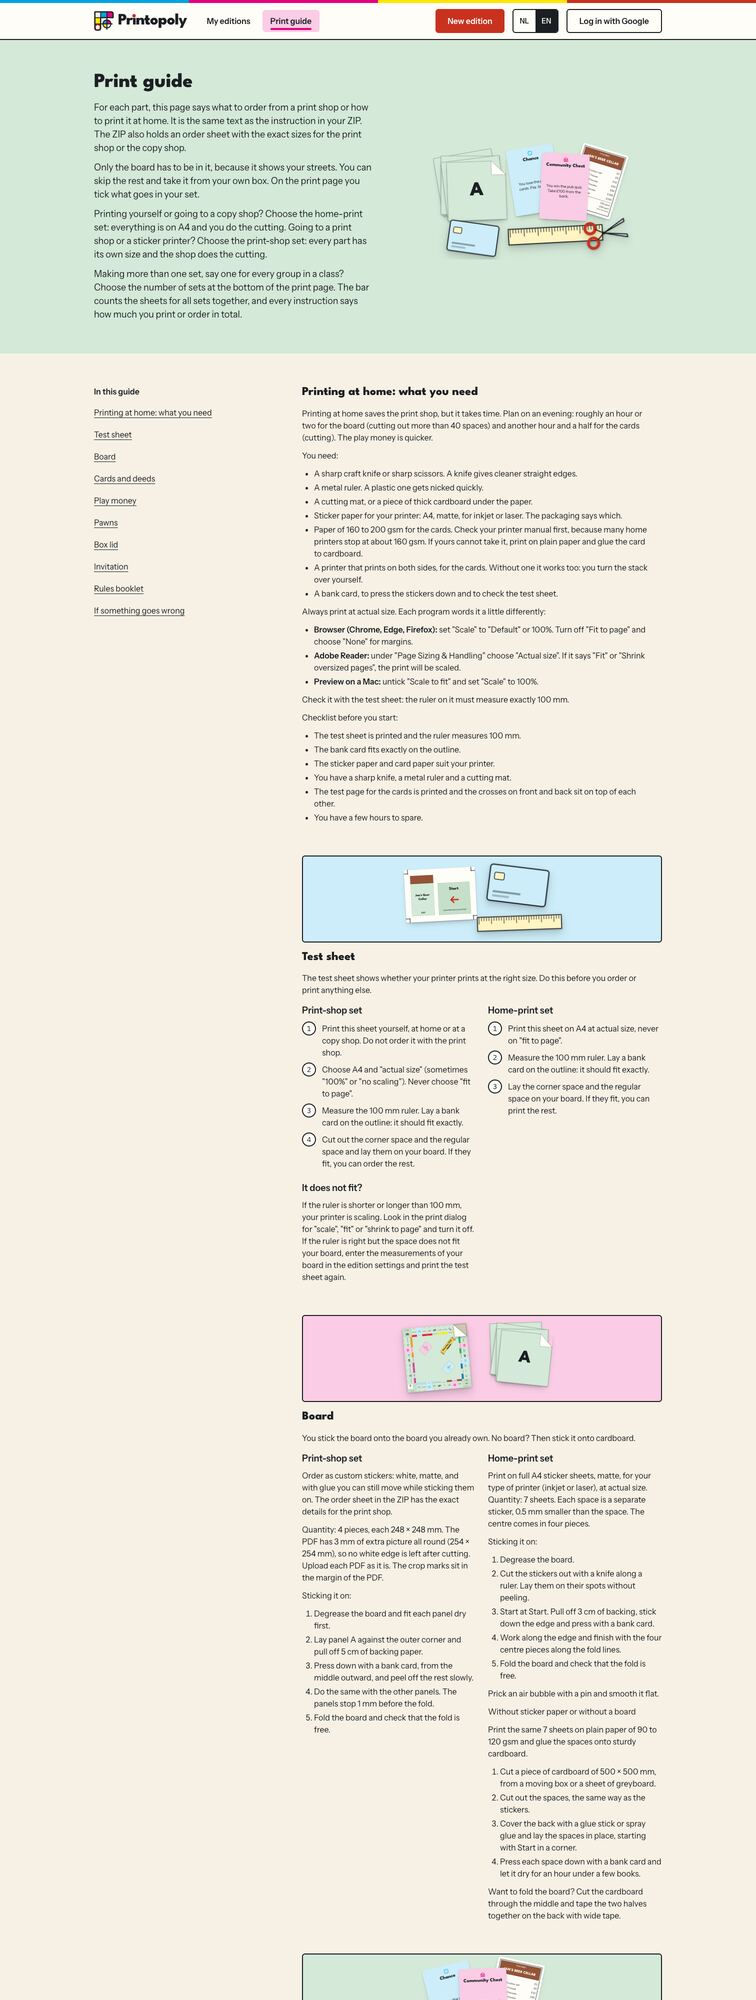 Printopoly
My editions
Print guide
New edition
NL
EN
Log in with Google
Print guide
For each part, this page says what to order from a print shop or how
to print it at home. It is the same text as the instruction in your ZIP.
The ZIP also holds an order sheet with the exact sizes for the print
shop or the copy shop.
Only the board has to be in it, because it shows your streets. You can
skip the rest and take it from your own box. On the print page you
tick what goes in your set.
Printing yourself or going to a copy shop? Choose the home-print
set: everything is on A4 and you do the cutting. Going to a print
shop or a sticker printer? Choose the print-shop set: every part has
its own size and the shop does the cutting.
Making more than one set, say one for every group in a class?
Choose the number of sets at the bottom of the print page. The bar
counts the sheets for all sets together, and every instruction says
how much you print or order in total.
A
Chance
Community Chest
You win the pub quiz.
Take £100 from the
bank.
In this guide
Printing at home: what you need
Test sheet
Board
Cards and deeds
Play money
Pawns
Box lid
Invitation
Rules booklet
If something goes wrong
Printing at home: what you need
Printing at home saves the print shop, but it takes time. Plan on an evening: roughly an hour or
two for the board (cutting out more than 40 spaces) and another hour and a half for the cards
(cutting). The play money is quicker.
You need:
• A sharp craft knife or sharp scissors. A knife gives cleaner straight edges.
• A metal ruler. A plastic one gets nicked quickly.
• A cutting mat, or a piece of thick cardboard under the paper.
• Sticker paper for your printer: A4, matte, for inkjet or laser. The packaging says which.
• Paper of 160 to 200 gsm for the cards. Check your printer manual first, because many home
printers stop at about 160 gsm. If yours cannot take it, print on plain paper and glue the card
to cardboard.
• A printer that prints on both sides, for the cards. Without one it works too: you turn the stack
over yourself.
• A bank card, to press the stickers down and to check the test sheet.
Always print at actual size. Each program words it a little differently:
• Browser (Chrome, Edge, Firefox): set "Scale" to "Default" or 100%. Turn off "Fit to page" and
choose "None" for margins.
• Adobe Reader: under "Page Sizing & Handling" choose "Actual size". If it says "Fit" or "Shrink
oversized pages", the print will be scaled.
• Preview on a Mac: untick "Scale to fit" and set "Scale" to 100%.
Check it with the test sheet: the ruler on it must measure exactly 100 mm.
Checklist before you start:
• The test sheet is printed and the ruler measures 100 mm.
• The bank card fits exactly on the outline.
• The sticker paper and card paper suit your printer.
• You have a sharp knife, a metal ruler and a cutting mat.
• The test page for the cards is printed and the crosses on front and back sit on top of each
other.
• You have a few hours to spare.
Start
Test sheet
The test sheet shows whether your printer prints at the right size. Do this before you order or
print anything else.
Print-shop set
1 Print this sheet yourself, at home or at a
copy shop. Do not order it with the print
shop.
2 Choose A4 and "actual size" (sometimes
"100%" or "no scaling"). Never choose "fit
to page".
3 Measure the 100 mm ruler. Lay a bank
card on the outline: it should fit exactly.
4 Cut out the corner space and the regular
space and lay them on your board. If they
fit, you can order the rest.
It does not fit?
If the ruler is shorter or longer than 100 mm,
your printer is scaling. Look in the print dialog
for "scale", "fit" or "shrink to page" and turn it off.
If the ruler is right but the space does not fit
your board, enter the measurements of your
board in the edition settings and print the test
sheet again.
Home-print set
1 Print this sheet on A4 at actual size, never
on "fit to page".
2 Measure the 100 mm ruler. Lay a bank
card on the outline: it should fit exactly.
3 Lay the corner space and the regular
space on your board. If they fit, you can
print the rest.
A
Board
You stick the board onto the board you already own. No board? Then stick it onto cardboard.
Print-shop set
Order as custom stickers: white, matte, and
with glue you can still move while sticking them
on. The order sheet in the ZIP has the exact
details for the print shop.
Quantity: 4 pieces, each 248 × 248 mm. The
PDF has 3 mm of extra picture all round (254 ×
254 mm), so no white edge is left after cutting.
Upload each PDF as it is. The crop marks sit in
the margin of the PDF.
Sticking it on:
1. Degrease the board and fit each panel dry
first.
2. Lay panel A against the outer corner and
pull off 5 cm of backing paper.
3. Press down with a bank card, from the
middle outward, and peel off the rest slowly.
4. Do the same with the other panels. The
panels stop 1 mm before the fold.
5. Fold the board and check that the fold is
free.
Home-print set
Print on full A4 sticker sheets, matte, for your
type of printer (inkjet or laser), at actual size.
Quantity: 7 sheets. Each space is a separate
sticker, 0.5 mm smaller than the space. The
centre comes in four pieces.
Sticking it on:
1. Degrease the board.
2. Cut the stickers out with a knife along a
ruler. Lay them on their spots without
peeling.
3. Start at Start. Pull off 3 cm of backing, stick
down the edge and press with a bank card.
4. Work along the edge and finish with the four
centre pieces along the fold lines.
5. Fold the board and check that the fold is
free.
Prick an air bubble with a pin and smooth it flat.
Without sticker paper or without a board
Print the same 7 sheets on plain paper of 90 to
120 gsm and glue the spaces onto sturdy
cardboard.
1. Cut a piece of cardboard of 500 × 500 mm,
from a moving box or a sheet of greyboard.
2. Cut out the spaces, the same way as the
stickers.
3. Cover the back with a glue stick or spray
glue and lay the spaces in place, starting
with Start in a corner.
4. Press each space down with a bank card and
let it dry for an hour under a few books.
Want to fold the board? Cut the cardboard
through the middle and tape the two halves
together on the back with wide tape.
Chance
Community Chest